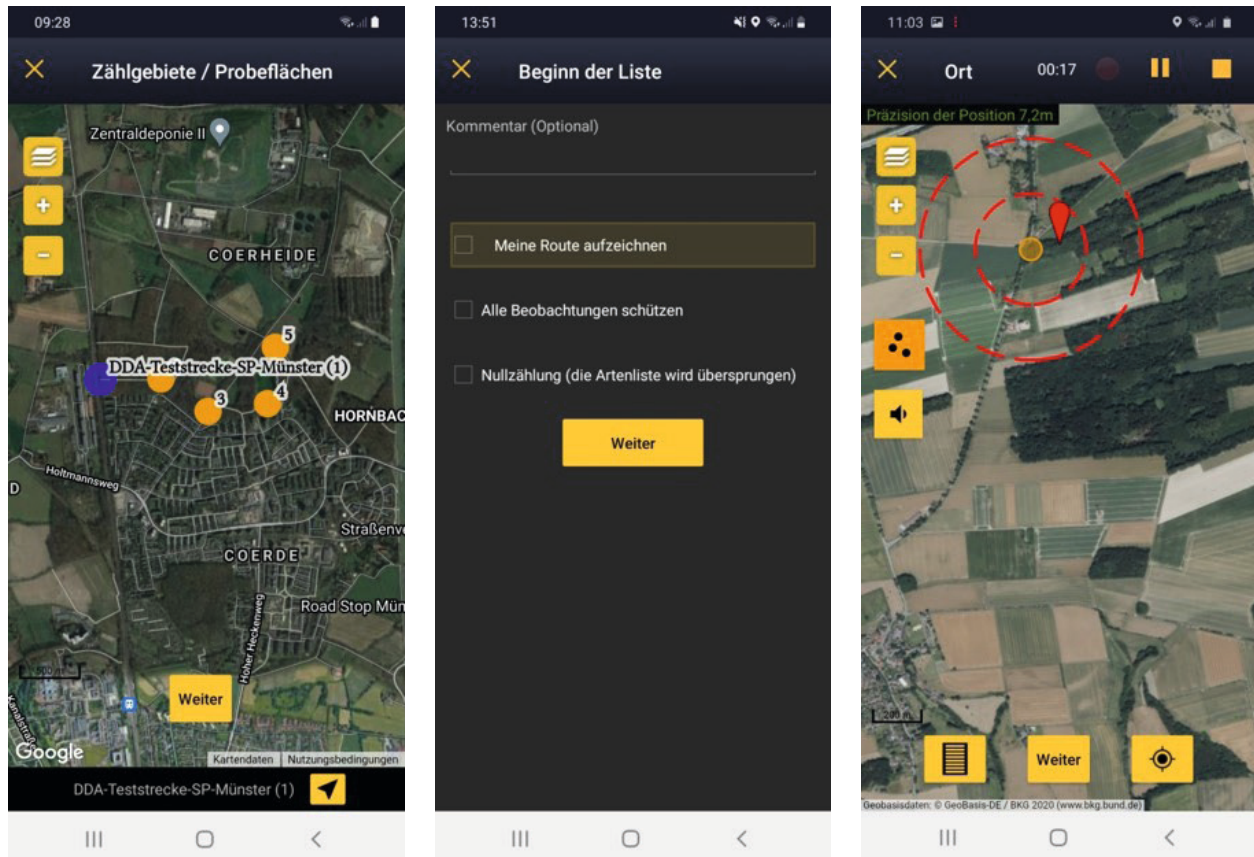 09:28
Zählgebiete / Probeflächen
Zentraldeponie II
COERHEIDE
5
DDA-Teststrecke-SP-Münster (1)
3
4
HORNBAC
Holtmannsweg
D
Straßenv
COERDE
Road Stop Mün
Hoher Heckenweg
500 m
Weiter
Kanalstraß
Google
Kartendaten
Nutzungsbedingungen
DDA-Teststrecke-SP-Münster (1)
13:51
Beginn der Liste
Kommentar (Optional)
Meine Route aufzeichnen
Alle Beobachtungen schützen
Nullzählung (die Artenliste wird übersprungen)
Weiter
11:03
Ort
00:17
Präzision der Position 7,2m
200 m
Weiter
Geobasisdaten: © GeoBasis-DE / BKG 2020 (www.bkg.bund.de)